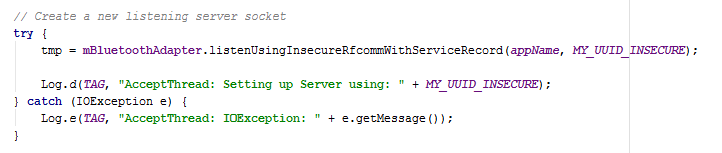 // Create a new listening server socket
try {
    tmp = mBluetoothAdapter.listenUsingInsecureRfcommWithServiceRecord(appName, MY_UUID_INSECURE);

    Log.d(TAG, "AcceptThread: Setting up Server using: " + MY_UUID_INSECURE);
} catch (IOException e) {
    Log.e(TAG, "AcceptThread: IOException: " + e.getMessage());
}